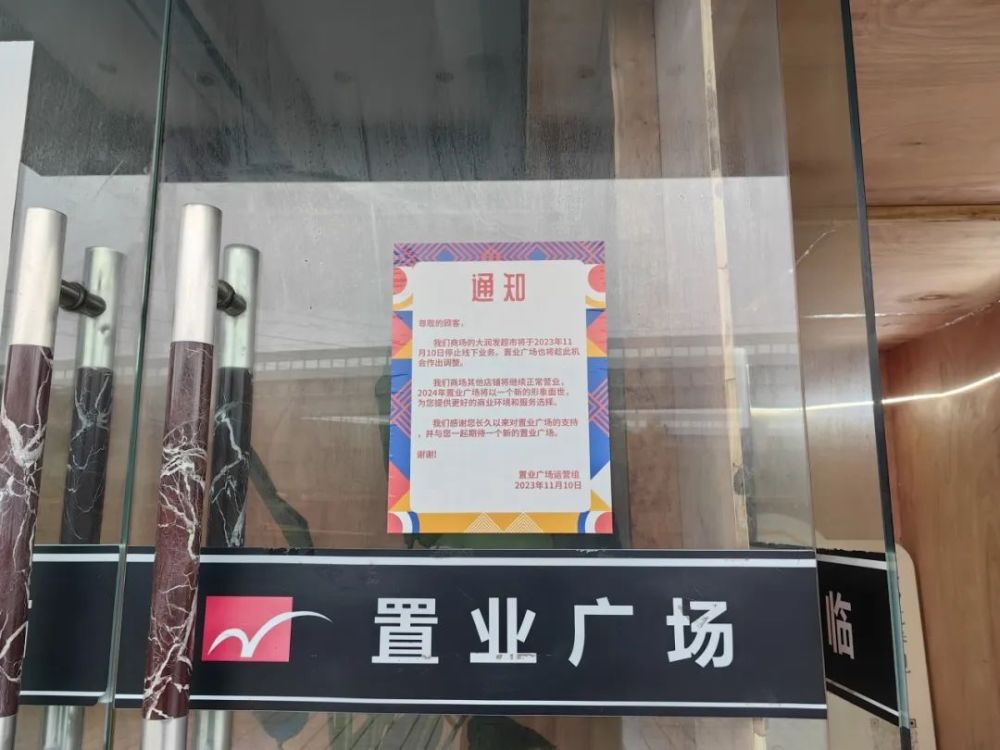 通知
尊敬的顾客，
我们商场的大润发超市将于2023年11
月10日停止线下业务。置业广场也将趁此机
会作出调整。
我们商场其他店铺将继续正常营业，
2024年置业广场将以一个新的形象面世，
为您提供更好的商业环境和服务选择。
我们感谢您长久以来对置业广场的支持
，并与您一起期待一个新的置业广场。
谢谢!
置业广场运营组
2023年11月10日
置业广场
临